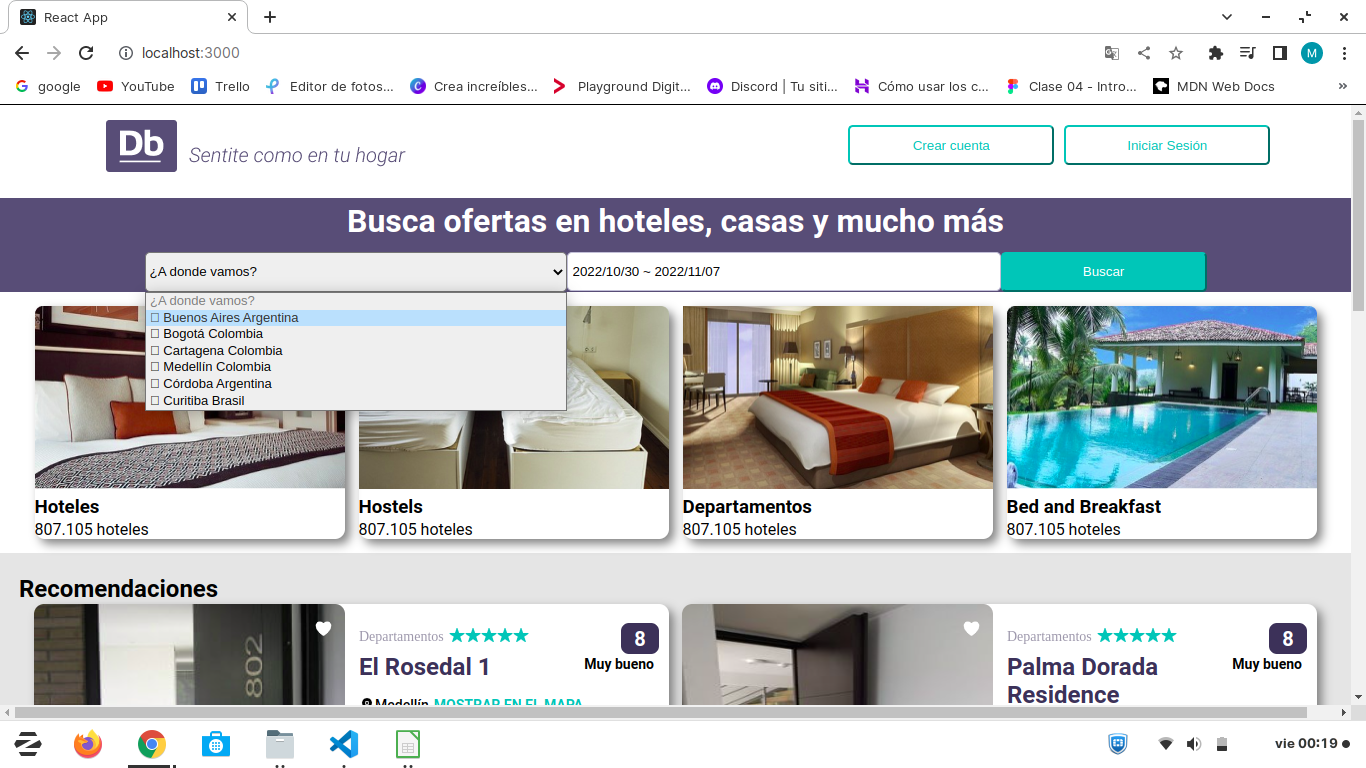 React App
localhost:3000
M
google
YouTube
Trello
Editor de fotos...
Crea increíbles...
Playground Digit...
Discord | Tu siti...
Cómo usar los c...
Clase 04 - Intro...
MDN Web Docs
»
Db
Sentite como en tu hogar
Crear cuenta
Iniciar Sesión
Busca ofertas en hoteles, casas y mucho más
¿A donde vamos?
2022/10/30 ~ 2022/11/07
Buscar
¿A donde vamos?
Buenos Aires Argentina
Bogotá Colombia
Cartagena Colombia
Medellín Colombia
Córdoba Argentina
Curitiba Brasil
Hoteles
807.105 hoteles
Hostels
807.105 hoteles
Departamentos
807.105 hoteles
Bed and Breakfast
807.105 hoteles
Recomendaciones
802
Departamentos
8
El Rosedal 1
Muy bueno
Medellín MOSTRAR EN EL MAPA
Departamentos
8
Palma Dorada
Residence
Muy bueno
vie 00:19